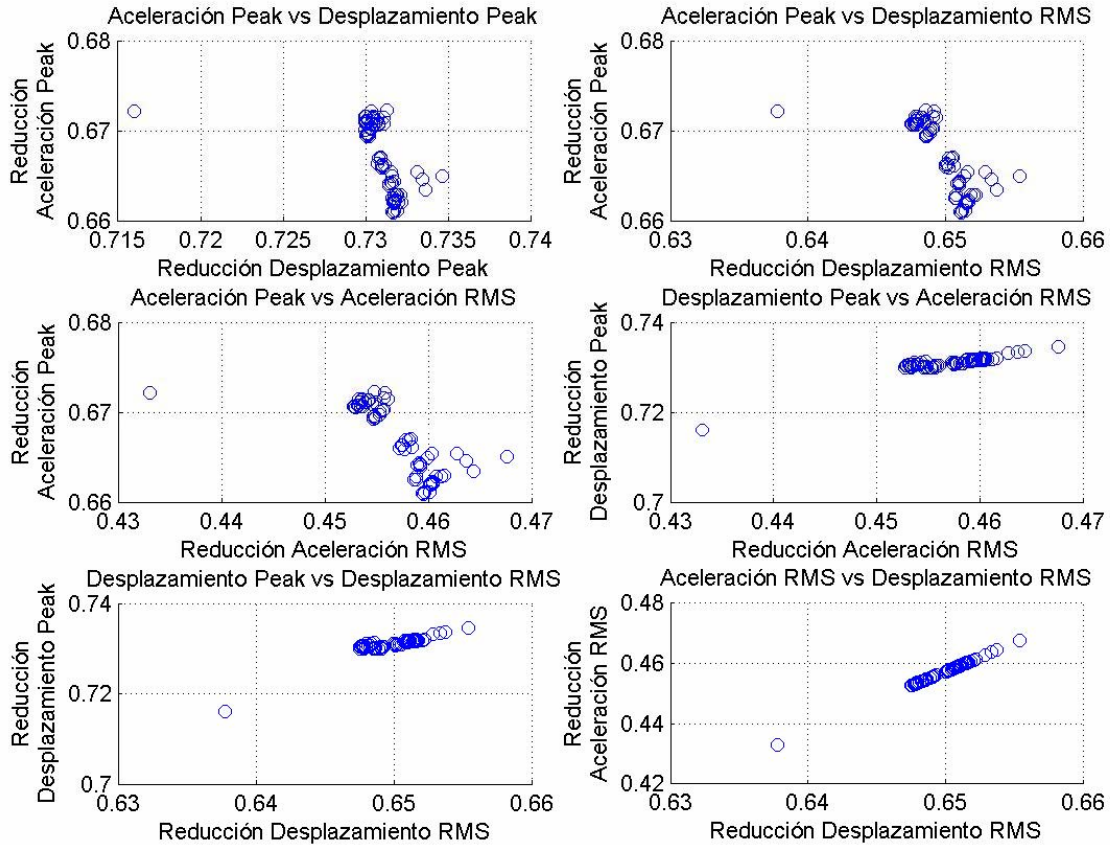 Aceleración Peak vs Desplazamiento Peak
Reducción
Aceleración Peak
0.68
0.67
0.66
0.715
0.72
0.725
0.73
0.735
0.74
Reducción Desplazamiento Peak
Aceleración Peak vs Desplazamiento RMS
Reducción
Aceleración Peak
0.68
0.67
0.66
0.63
0.64
0.65
0.66
Reducción Desplazamiento RMS
Aceleración Peak vs Aceleración RMS
Reducción
Aceleración Peak
0.68
0.67
0.66
0.43
0.44
0.45
0.46
0.47
Reducción Aceleración RMS
Desplazamiento Peak vs Aceleración RMS
Reducción
Desplazamiento Peak
0.74
0.72
0.7
0.43
0.44
0.45
0.46
0.47
Reducción Aceleración RMS
Desplazamiento Peak vs Desplazamiento RMS
Reducción
Desplazamiento Peak
0.74
0.72
0.7
0.63
0.64
0.65
0.66
Reducción Desplazamiento RMS
Aceleración RMS vs Desplazamiento RMS
Reducción
Aceleración RMS
0.48
0.46
0.44
0.42
0.63
0.64
0.65
0.66
Reducción Desplazamiento RMS